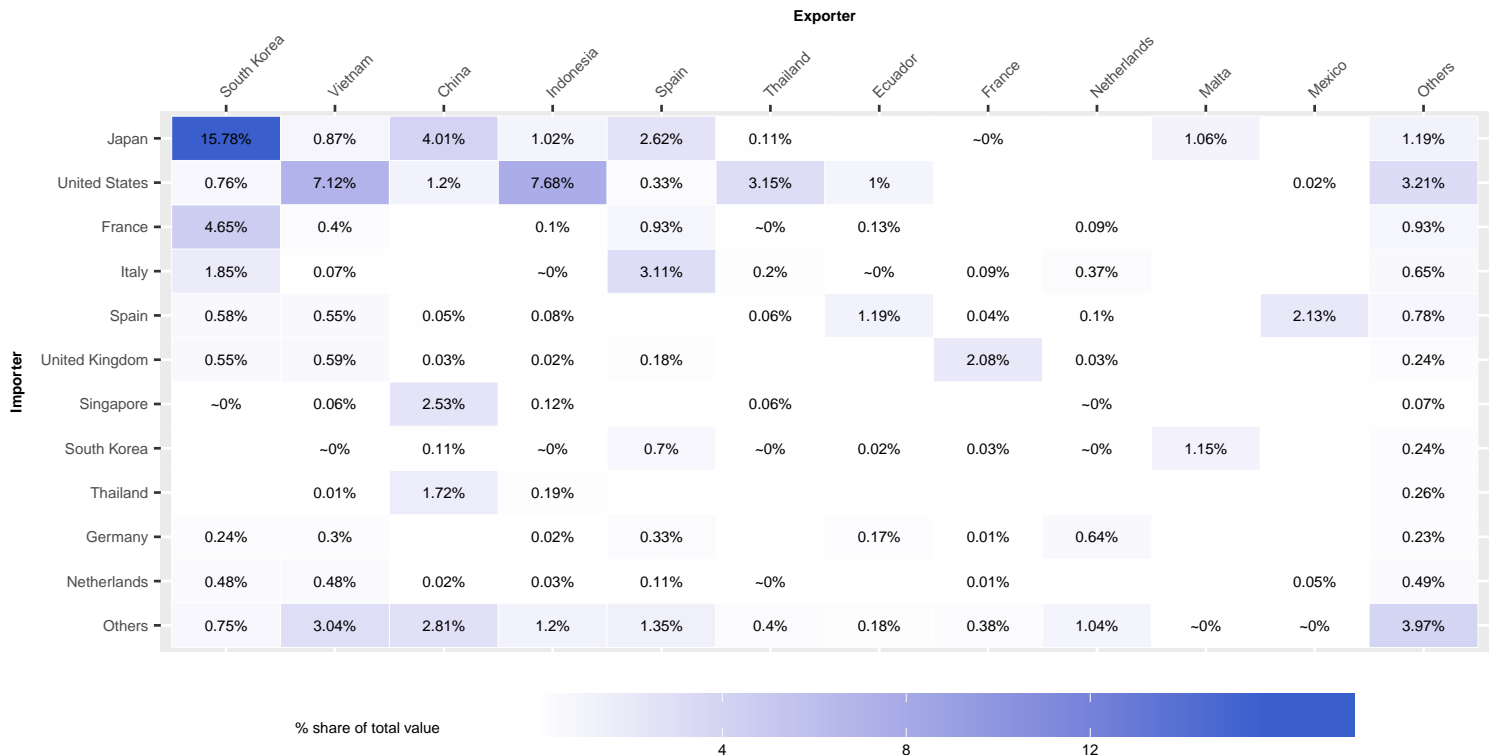 Exporter
South Korea Vietnam China Indonesia Spain Thailand Ecuador France Netherlands Malta Mexico Others
Importer
Japan 15.78% 0.87% 4.01% 1.02% 2.62% 0.11% ~0% 1.06% 1.19%
United States 0.76% 7.12% 1.2% 7.68% 0.33% 3.15% 1% 0.02% 3.21%
France 4.65% 0.4% 0.1% 0.93% ~0% 0.13% 0.09% 0.93%
Italy 1.85% 0.07% ~0% 3.11% 0.2% ~0% 0.09% 0.37% 0.65%
Spain 0.58% 0.55% 0.05% 0.08% 0.06% 1.19% 0.04% 0.1% 2.13% 0.78%
United Kingdom 0.55% 0.59% 0.03% 0.02% 0.18% 2.08% 0.03% 0.24%
Singapore ~0% 0.06% 2.53% 0.12% 0.06% ~0% 0.07%
South Korea ~0% 0.11% ~0% 0.7% ~0% 0.02% 0.03% ~0% 1.15% 0.24%
Thailand 0.01% 1.72% 0.19% 0.26%
Germany 0.24% 0.3% 0.02% 0.33% 0.17% 0.01% 0.64% 0.23%
Netherlands 0.48% 0.48% 0.02% 0.03% 0.11% ~0% 0.01% 0.05% 0.49%
Others 0.75% 3.04% 2.81% 1.2% 1.35% 0.4% 0.18% 0.38% 1.04% ~0% ~0% 3.97%
% share of total value
4 8 12